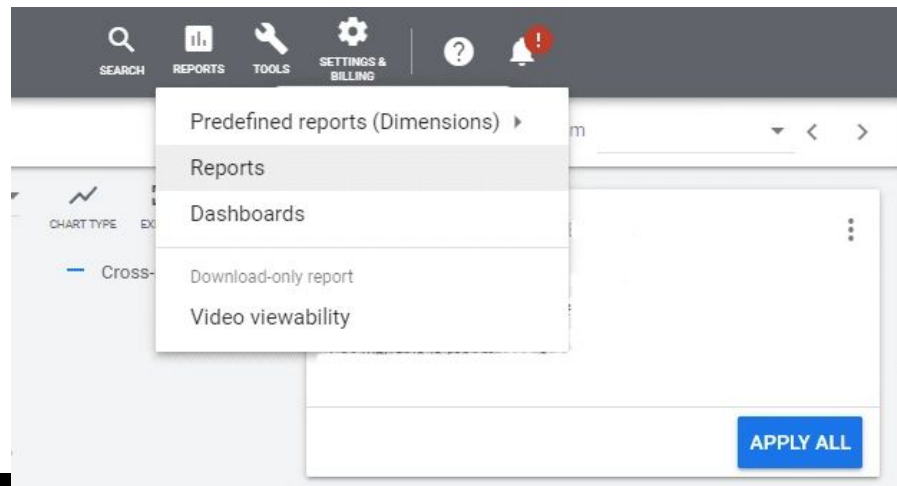 SEARCH
REPORTS
TOOLS
SETTINGS &
BILLING
!
Predefined reports (Dimensions)
m
Reports
Dashboards
CHART TYPE
EX
Cross-
Download-only report
Video viewability
APPLY ALL